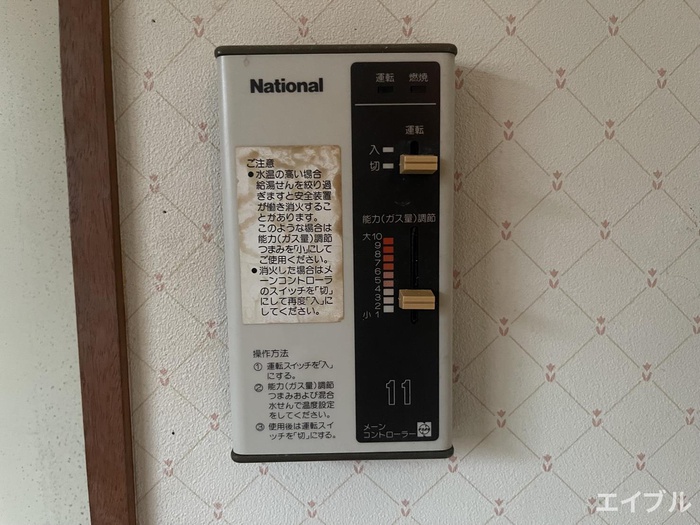 National
運転 燃焼
運転
入
切
ご注意
●水温の高い場合
給湯せんを絞り過
ぎますと安全装置
が働き消火するこ
とがあります。
このような場合は
能力(ガス量)調節
つまみを「小」にして
ご使用ください。
●消火した場合はメ
ーンコントローラ
のスイッチを「切」
にして再度「入」に
してください。
能力(ガス量)調節
大10
9
8
7
6
5
4
3
2
小1
操作方法
① 運転スイッチを「入」
にする。
② 能力(ガス量)調節
つまみおよび混合
水せんで温度設定
をしてください。
③ 使用後は運転スイ
ッチを「切」にする。
11
メーン
コントローラー
エイブル